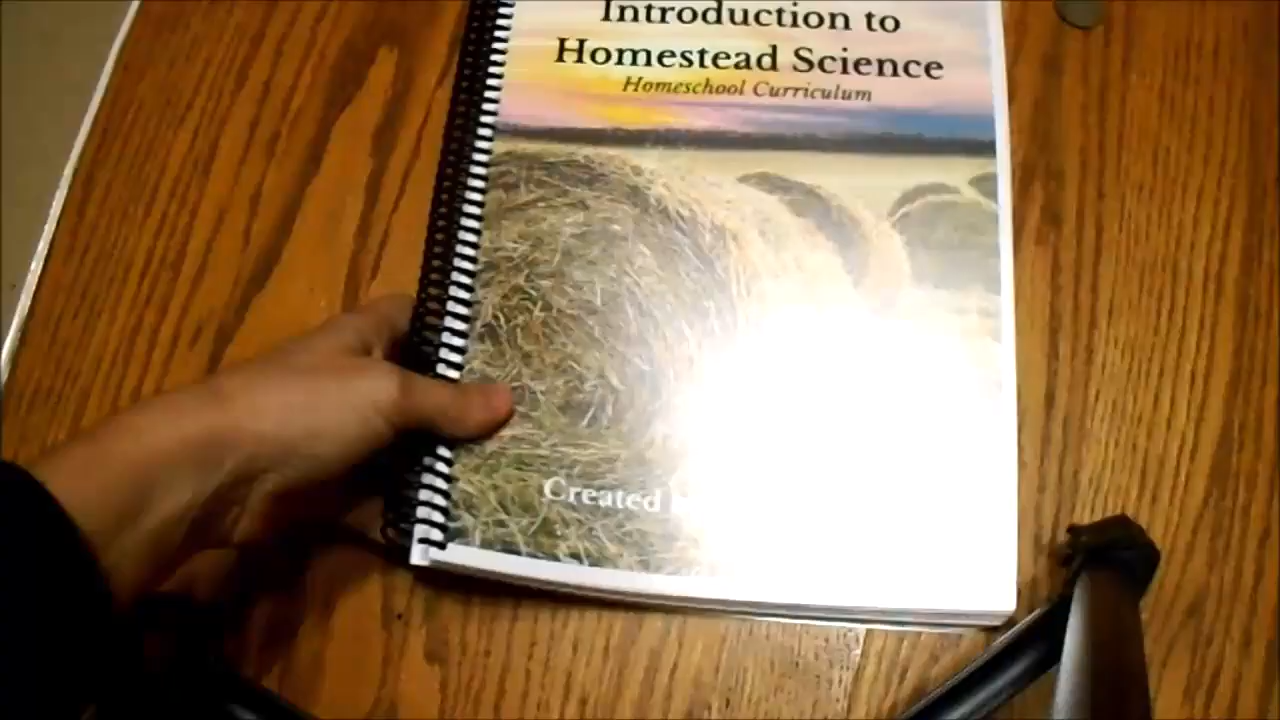 Introduction to
Homestead Science
Homeschool Curriculum
Created